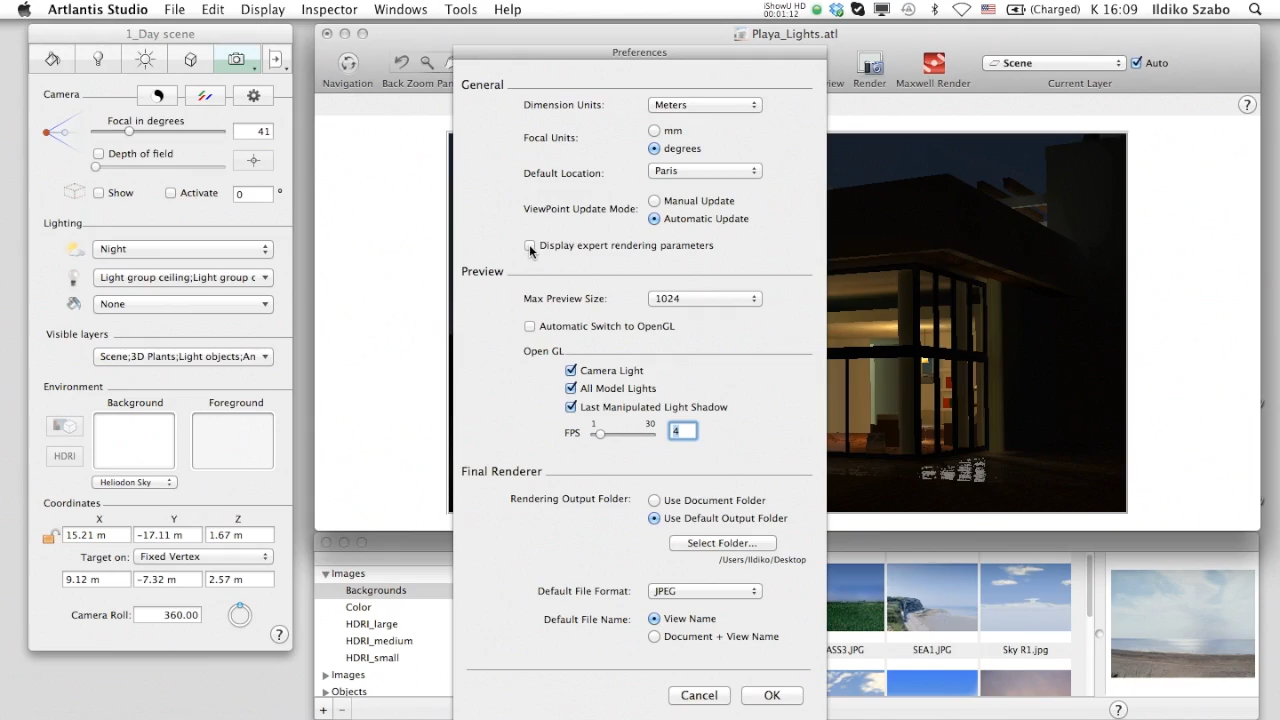 Artlantis Studio File Edit Display Inspector Windows Tools Help iShowU HD 00:01:12 (Charged) K 16:09 Ildiko Szabo
1_Day scene
Camera
Focal in degrees
41
Depth of field
Show Activate 0 °
Lighting
Night
Light group ceiling;Light group c
None
Visible layers
Scene;3D Plants;Light objects;An
Environment
Background Foreground
HDRI
Heliodon Sky
Coordinates
X Y Z
15.21 m -17.11 m 1.67 m
Target on: Fixed Vertex
9.12 m -7.32 m 2.57 m
Camera Roll: 360.00
?
Playa_Lights.atl
Navigation Back Zoom Pan
Render Maxwell Render Current Layer
Scene Auto
?
Preferences
General
Dimension Units: Meters
Focal Units: mm
degrees
Default Location: Paris
ViewPoint Update Mode: Manual Update
Automatic Update
Display expert rendering parameters
Preview
Max Preview Size: 1024
Automatic Switch to OpenGL
Open GL
Camera Light
All Model Lights
Last Manipulated Light Shadow
FPS 1 30 4
Final Renderer
Rendering Output Folder: Use Document Folder
Use Default Output Folder
Select Folder...
/Users/Ildiko/Desktop
Default File Format: JPEG
Default File Name: View Name
Document + View Name
Cancel OK
Images
Backgrounds
Color
HDRI_large
HDRI_medium
HDRI_small
Images
Objects
+ −
ASS3.JPG SEA1.JPG Sky R1.jpg
?